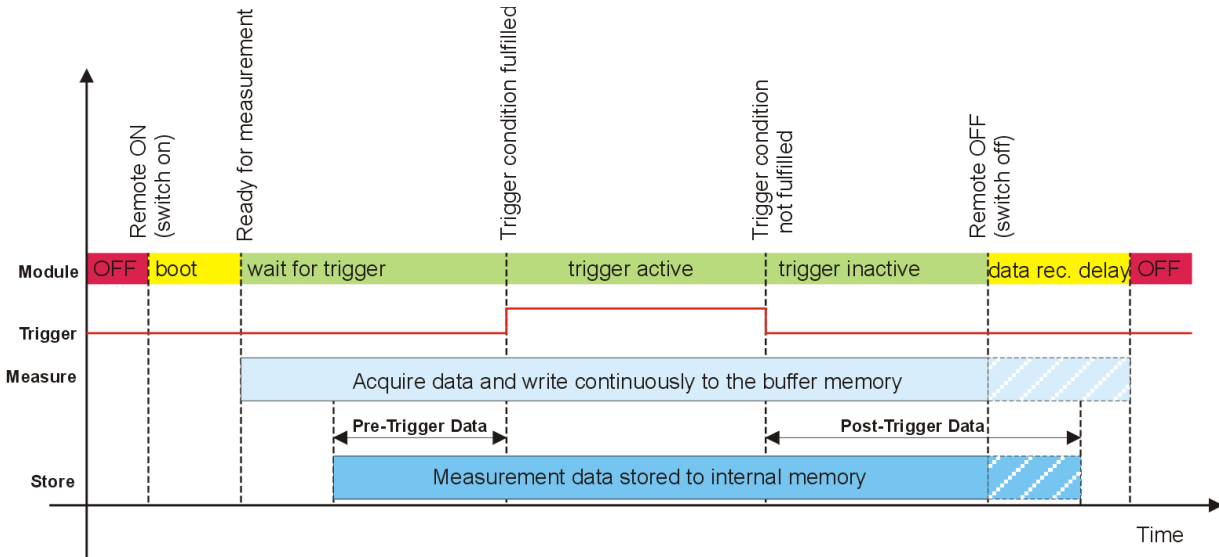 Remote ON
(switch on)
Ready for measurement
Trigger condition fulfilled
Trigger condition
not fulfilled
Remote OFF
(switch off)
Module
OFF
boot
wait for trigger
trigger active
trigger inactive
data rec. delay
OFF
Trigger
Measure
Acquire data and write continuously to the buffer memory
Pre-Trigger Data
Post-Trigger Data
Store
Measurement data stored to internal memory
Time